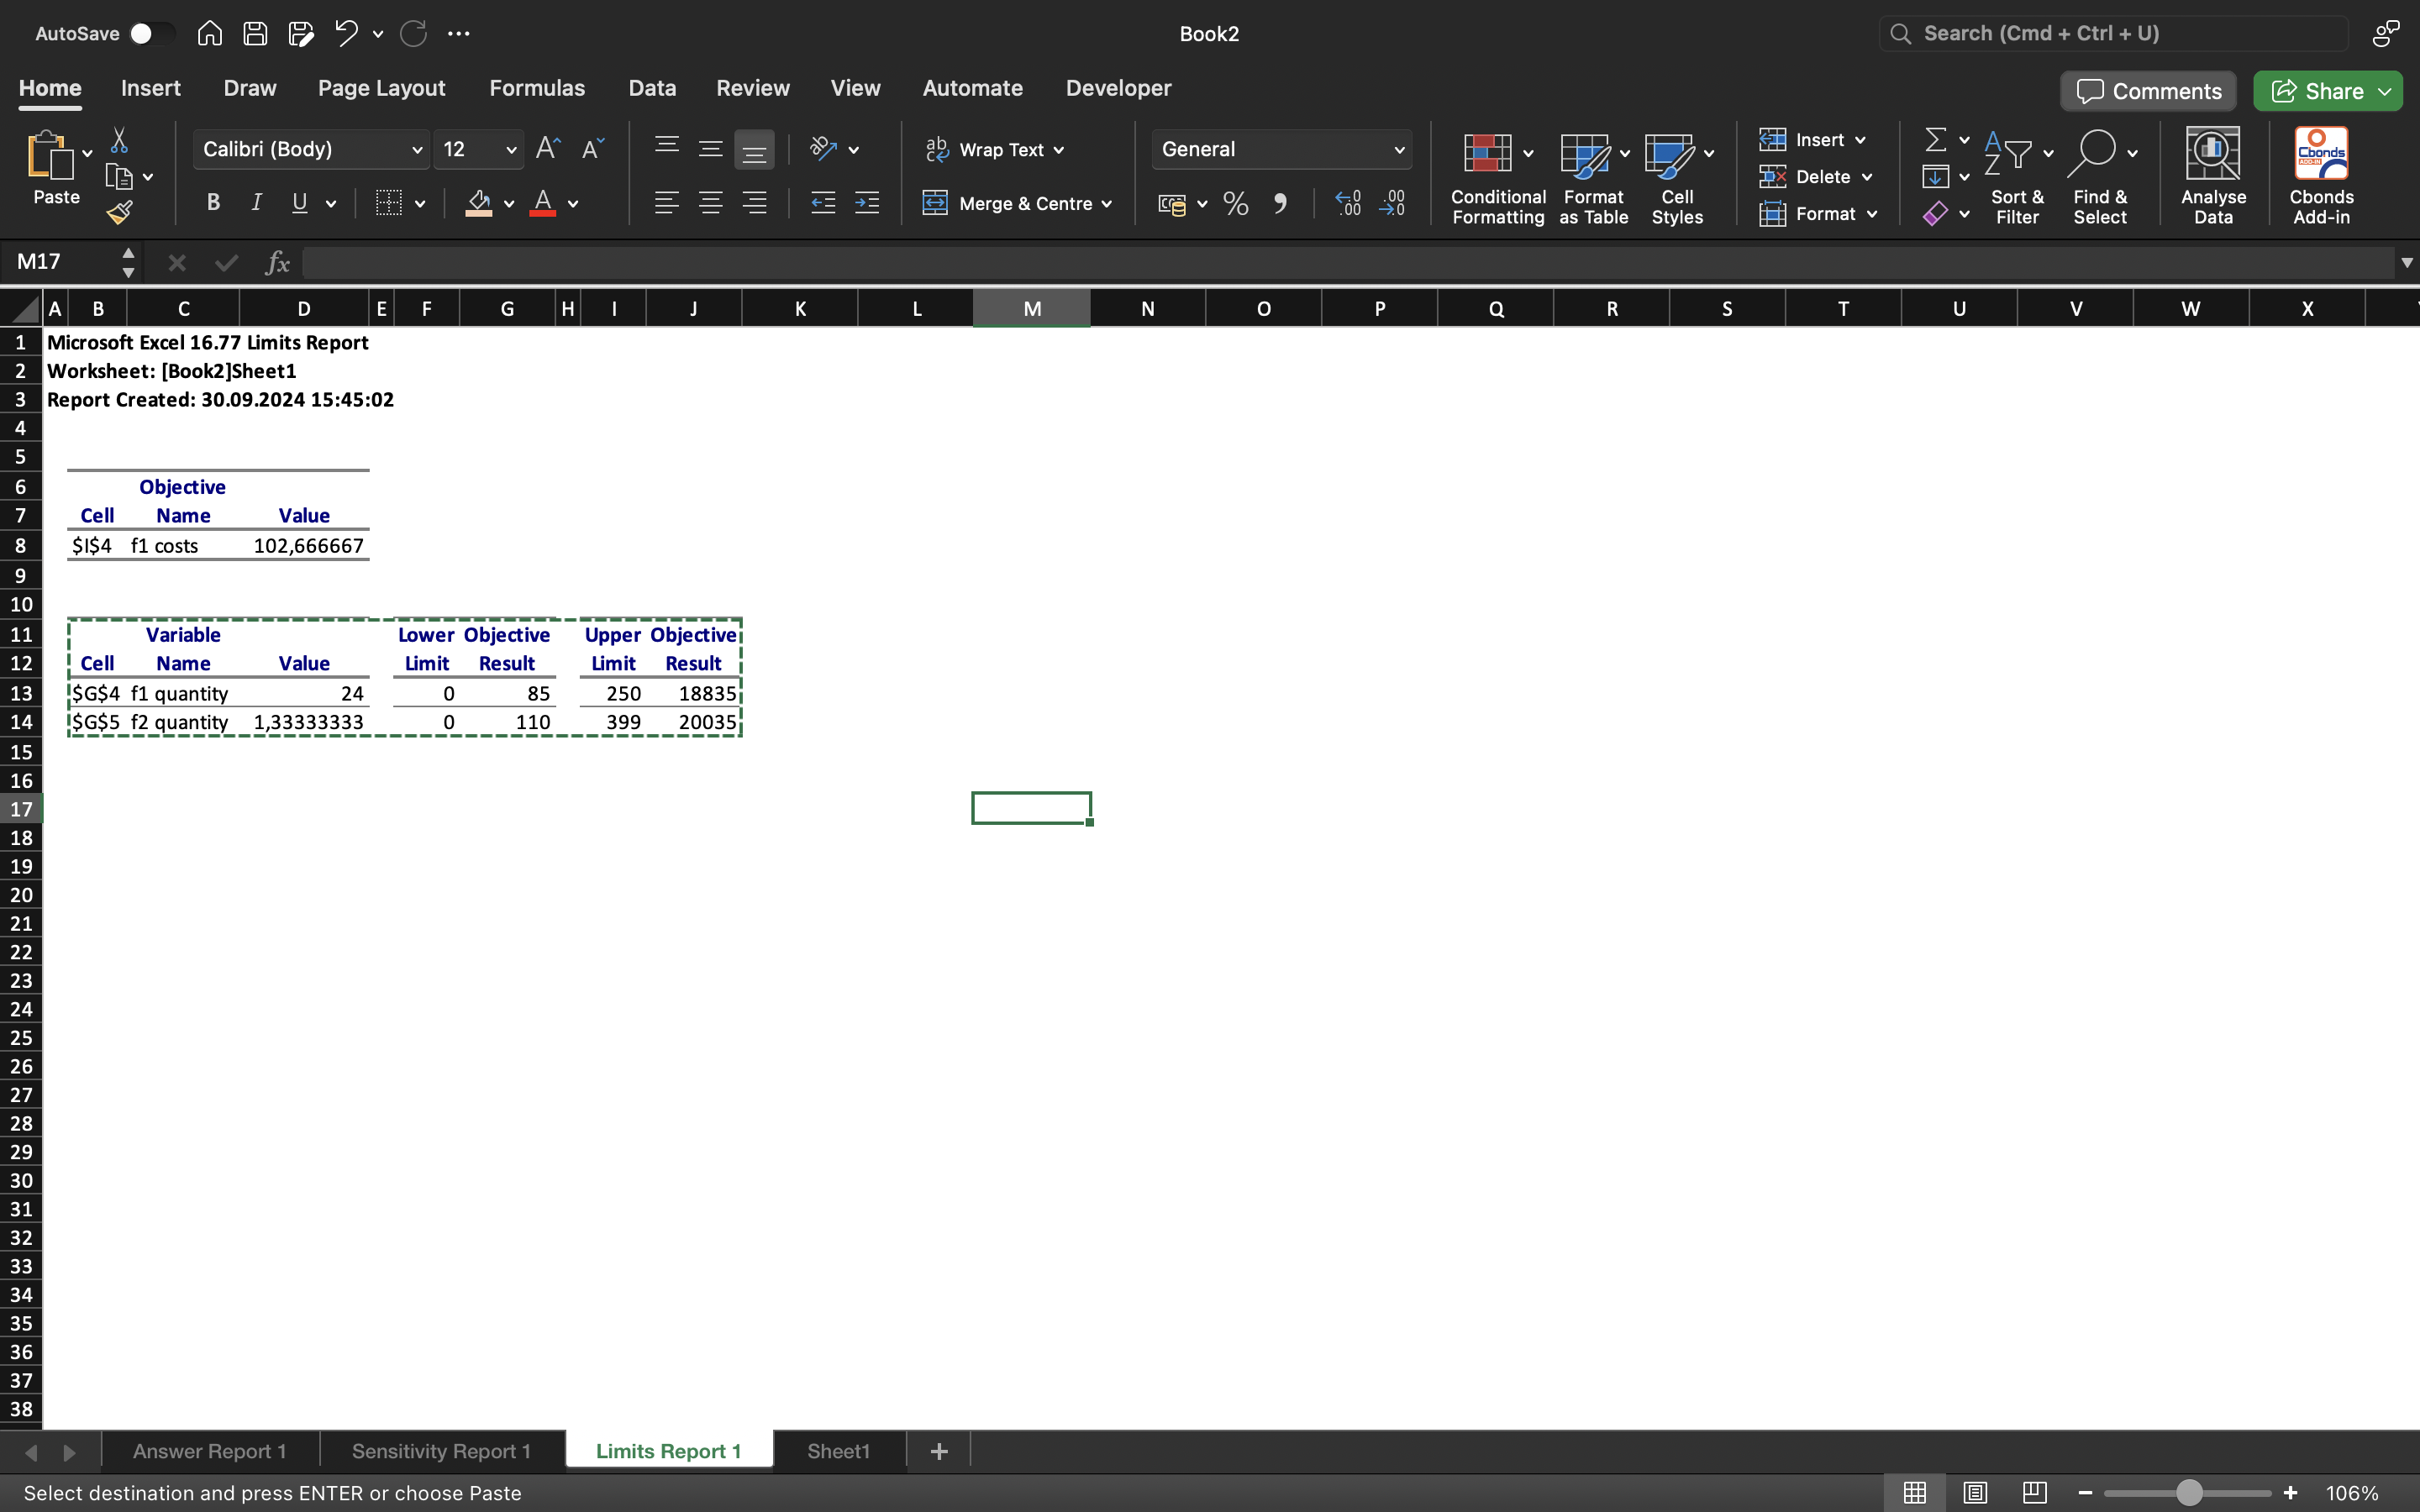 AutoSave
Book2
Search (Cmd + Ctrl + U)
Home Insert Draw Page Layout Formulas Data Review View Automate Developer
Comments
Share
Paste
Calibri (Body)
12
B I U
Wrap Text
Merge & Centre
General
Conditional Formatting
Format as Table
Cell Styles
Insert
Delete
Format
Sort & Filter
Find & Select
Analyse Data
Cbonds
ADD-IN
Cbonds Add-in
M17
fx
A B C D E F G H I J K L M N O P Q R S T U V W X
1 Microsoft Excel 16.77 Limits Report
2 Worksheet: [Book2]Sheet1
3 Report Created: 30.09.2024 15:45:02
4
5
6 Objective
7 Cell Name Value
8 $I$4 f1 costs 102,666667
9
10
11 Variable Lower Objective Upper Objective
12 Cell Name Value Limit Result Limit Result
13 $G$4 f1 quantity 24 0 85 250 18835
14 $G$5 f2 quantity 1,33333333 0 110 399 20035
15
16
17
18
19
20
21
22
23
24
25
26
27
28
29
30
31
32
33
34
35
36
37
38
Answer Report 1 Sensitivity Report 1 Limits Report 1 Sheet1 +
Select destination and press ENTER or choose Paste
106%